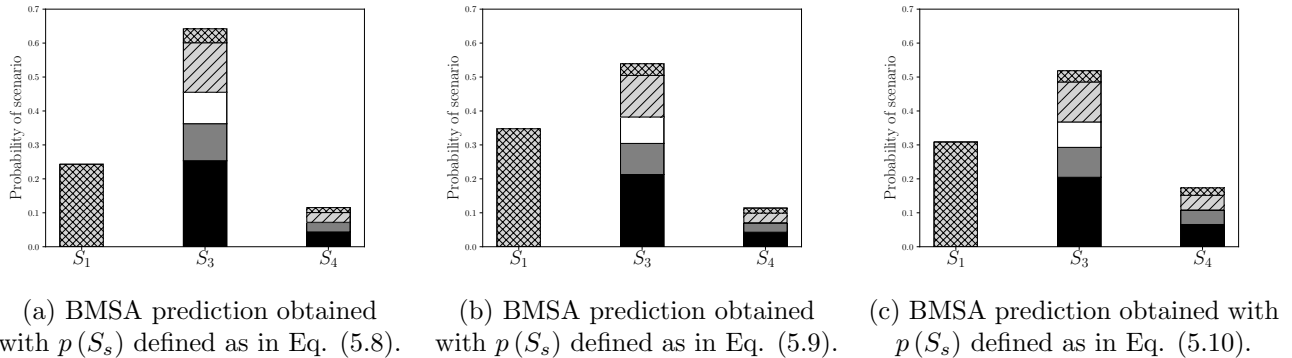 0.7
0.6
0.5
0.4
0.3
0.2
0.1
0.0
Probability of scenario
S1 S3 S4
0.7
0.6
0.5
0.4
0.3
0.2
0.1
0.0
Probability of scenario
S1 S3 S4
0.7
0.6
0.5
0.4
0.3
0.2
0.1
0.0
Probability of scenario
S1 S3 S4
(a) BMSA prediction obtained
with p (Ss) defined as in Eq. (5.8).
(b) BMSA prediction obtained
with p (Ss) defined as in Eq. (5.9).
(c) BMSA prediction obtained with
p (Ss) defined as in Eq. (5.10).